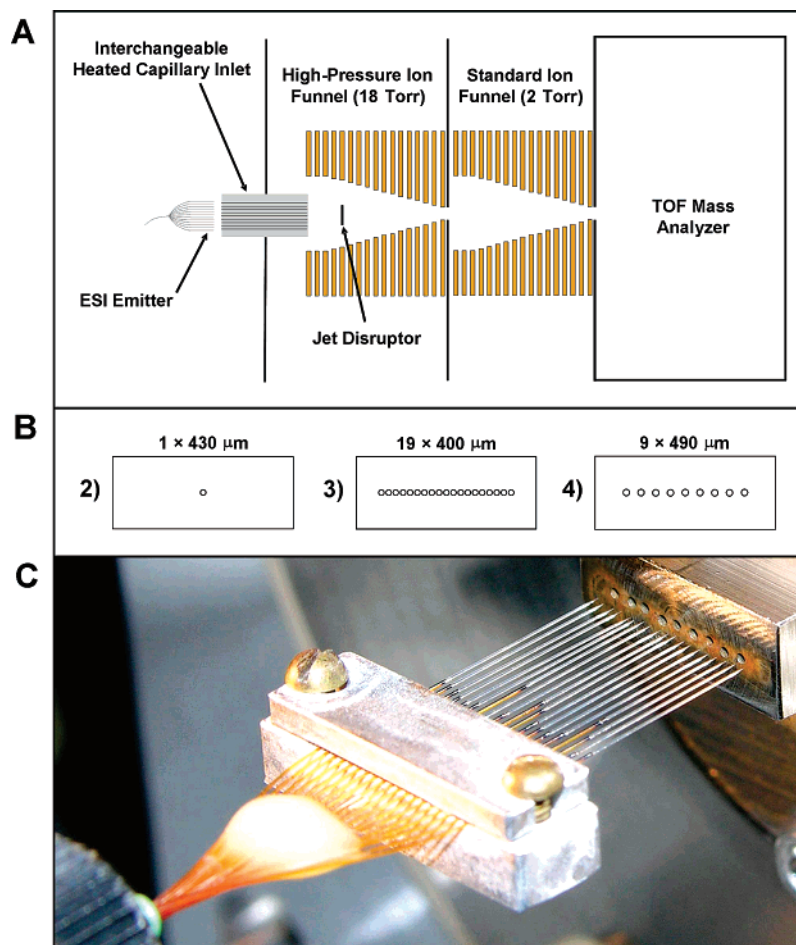 A
Interchangeable
Heated Capillary Inlet
High-Pressure Ion
Funnel (18 Torr)
Standard Ion
Funnel (2 Torr)
TOF Mass
Analyzer
ESI Emitter
Jet Disruptor
B
1 × 430 μm
19 × 400 μm
9 × 490 μm
2)
3)
4)
C